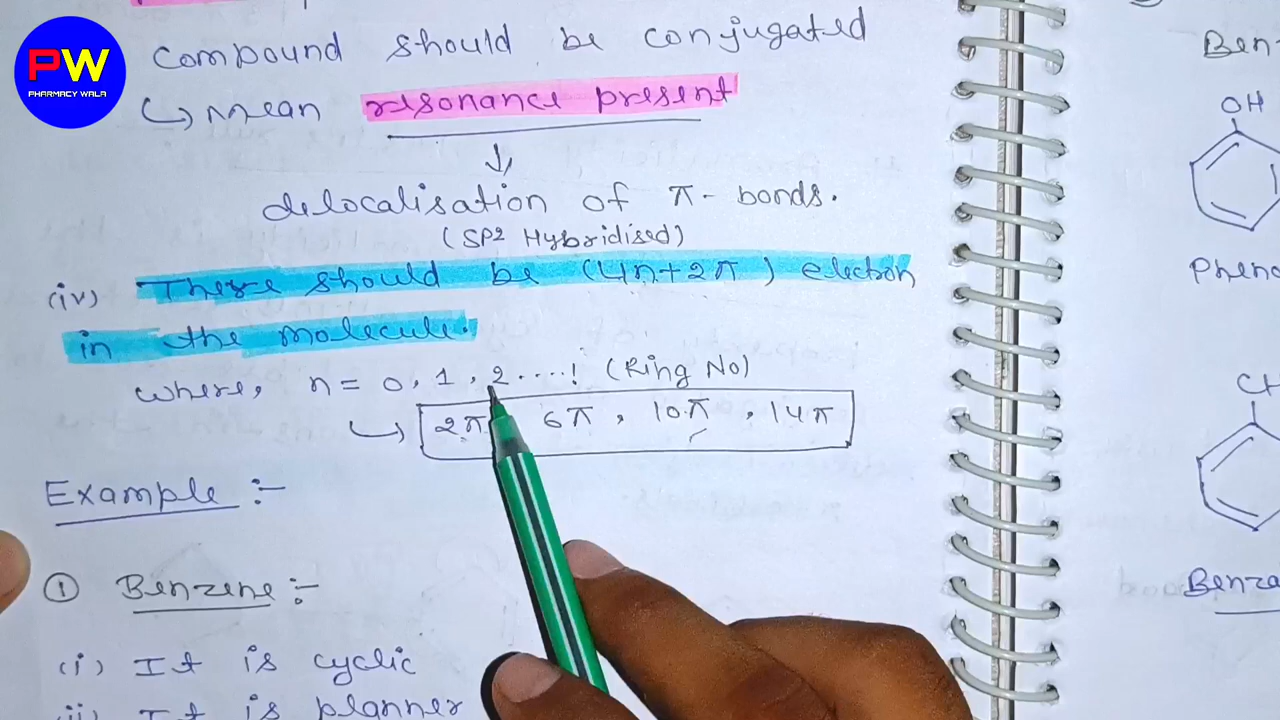 PW
PHARMACY WALA
compound should be conjugated
↳ mean resonance present
↓
delocalisation of π- bonds.
(SP2 Hybridised)
(iv) There should be (4n+2π) electron
in the molecule.
where, n = 0, 1, 2....! (Ring No)
↳ 2π 6π, 10π, 14π
Example :-
① Benzene :-
(i) It is cyclic
(ii) It is planner
Ben
OH
Pheno
CH
Benza